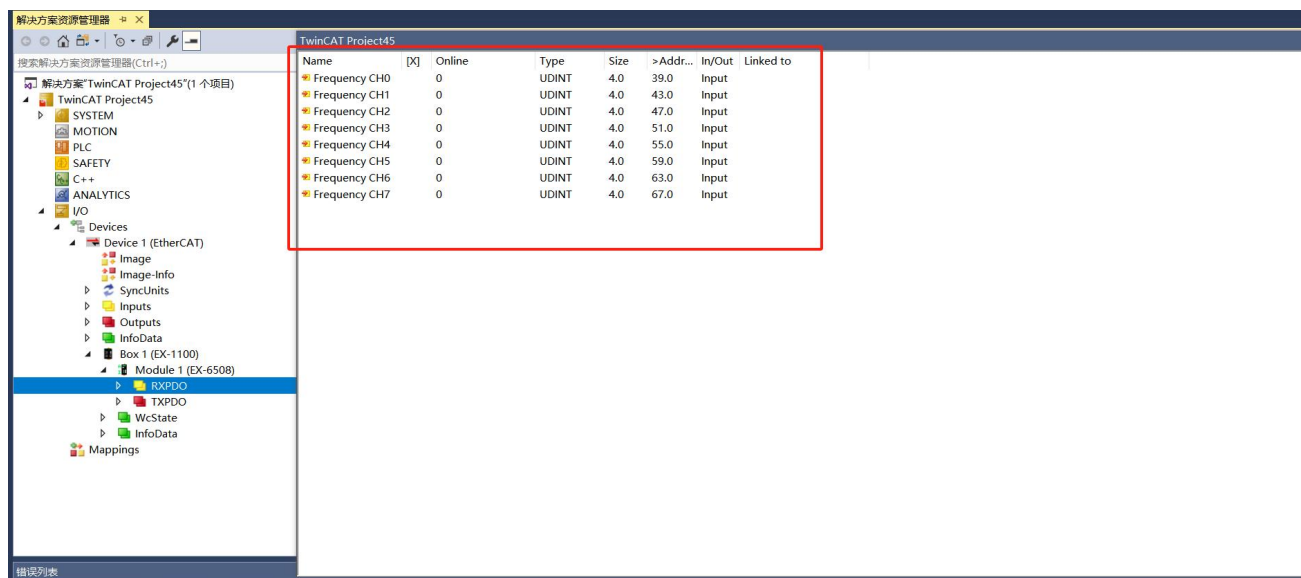 解决方案资源管理器
TwinCAT Project45
搜索解决方案资源管理器(Ctrl+;)
Name [X] Online Type Size >Addr... In/Out Linked to
解决方案"TwinCAT Project45"(1 个项目)
Frequency CH0 0 UDINT 4.0 39.0 Input
TwinCAT Project45
Frequency CH1 0 UDINT 4.0 43.0 Input
SYSTEM
Frequency CH2 0 UDINT 4.0 47.0 Input
MOTION
Frequency CH3 0 UDINT 4.0 51.0 Input
PLC
Frequency CH4 0 UDINT 4.0 55.0 Input
SAFETY
Frequency CH5 0 UDINT 4.0 59.0 Input
C++
Frequency CH6 0 UDINT 4.0 63.0 Input
ANALYTICS
Frequency CH7 0 UDINT 4.0 67.0 Input
I/O
Devices
Device 1 (EtherCAT)
Image
Image-Info
SyncUnits
Inputs
Outputs
InfoData
Box 1 (EX-1100)
Module 1 (EX-6508)
RXPDO
TXPDO
WcState
InfoData
Mappings
错误列表